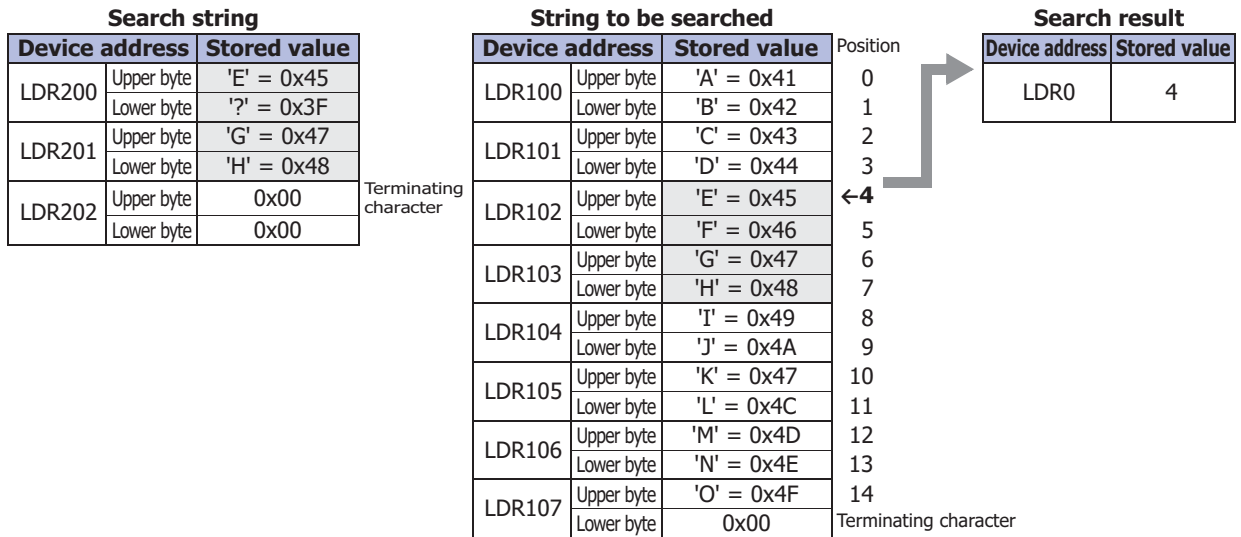 Search string
Device address Stored value
LDR200 Upper byte 'E' = 0x45
Lower byte '?' = 0x3F
LDR201 Upper byte 'G' = 0x47
Lower byte 'H' = 0x48
LDR202 Upper byte 0x00
Lower byte 0x00
Terminating
character
String to be searched
Device address Stored value Position
LDR100 Upper byte 'A' = 0x41 0
Lower byte 'B' = 0x42 1
LDR101 Upper byte 'C' = 0x43 2
Lower byte 'D' = 0x44 3
LDR102 Upper byte 'E' = 0x45 ←4
Lower byte 'F' = 0x46 5
LDR103 Upper byte 'G' = 0x47 6
Lower byte 'H' = 0x48 7
LDR104 Upper byte 'I' = 0x49 8
Lower byte 'J' = 0x4A 9
LDR105 Upper byte 'K' = 0x47 10
Lower byte 'L' = 0x4C 11
LDR106 Upper byte 'M' = 0x4D 12
Lower byte 'N' = 0x4E 13
LDR107 Upper byte 'O' = 0x4F 14
Lower byte 0x00 Terminating character
Search result
Device address Stored value
LDR0 4